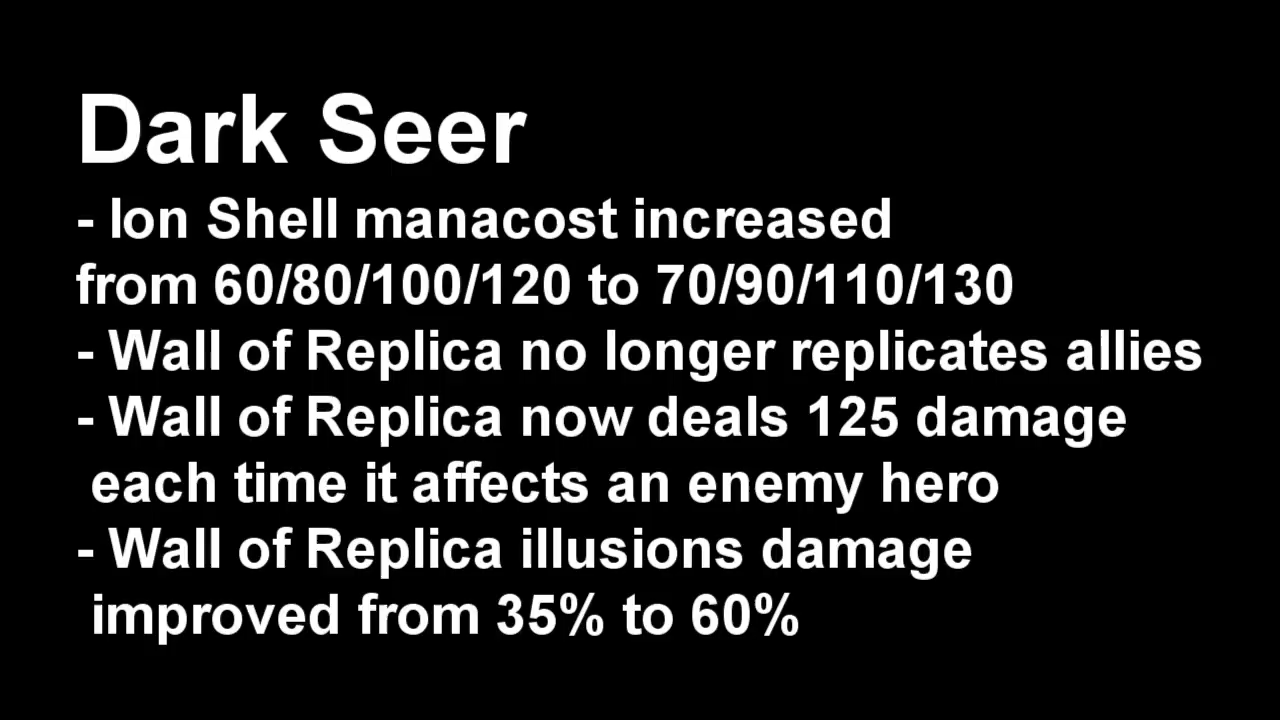 Dark Seer
- Ion Shell manacost increased
from 60/80/100/120 to 70/90/110/130
- Wall of Replica no longer replicates allies
- Wall of Replica now deals 125 damage
each time it affects an enemy hero
- Wall of Replica illusions damage
improved from 35% to 60%